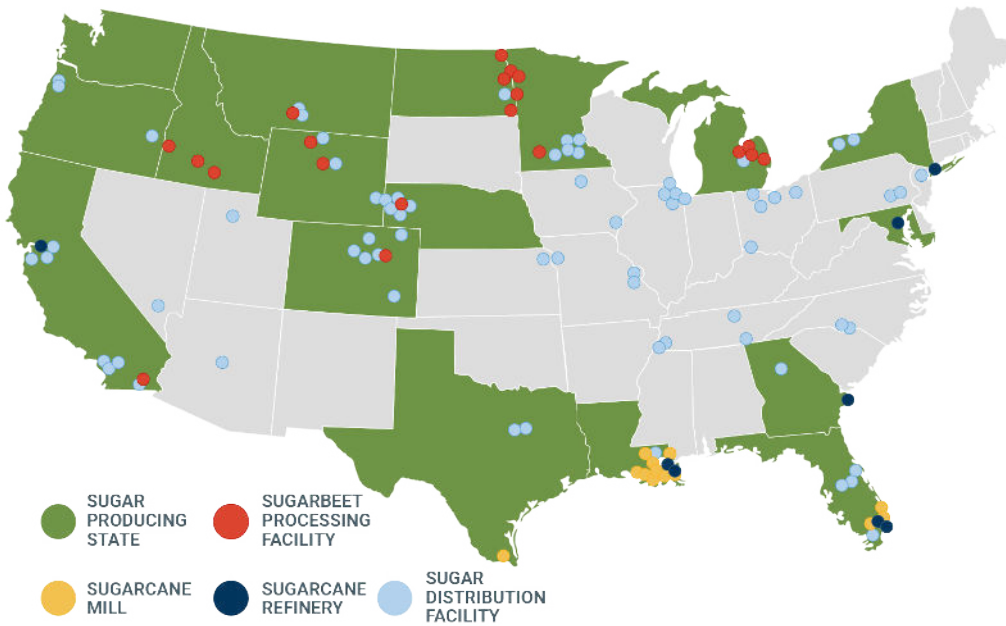 SUGAR
PRODUCING
STATE
SUGARBEET
PROCESSING
FACILITY
SUGARCANE
MILL
SUGARCANE
REFINERY
SUGAR
DISTRIBUTION
FACILITY